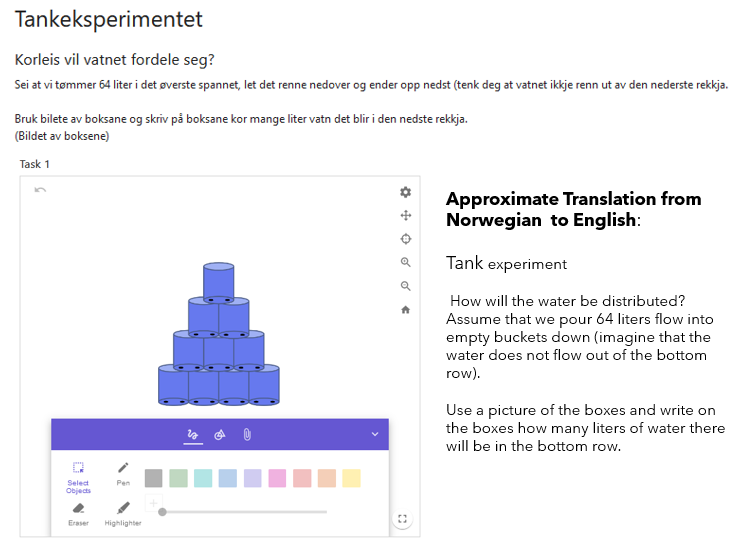 Tankeksperimentet
Korleis vil vatnet fordele seg?
Sei at vi tømmer 64 liter i det øverste spannet, let det renne nedover og ender opp nedst (tenk deg at vatnet ikkje renn ut av den nederste rekkja.
Bruk bilete av boksane og skriv på boksane kor mange liter vatn det blir i den nedste rekkja.
(Bildet av boksene)
Task 1
Approximate Translation from
Norwegian to English:
Tank experiment
How will the water be distributed?
Assume that we pour 64 liters flow into
empty buckets down (imagine that the
water does not flow out of the bottom
row).
Use a picture of the boxes and write on
the boxes how many liters of water there
will be in the bottom row.
Select
Objects
Pen
Eraser
Highlighter